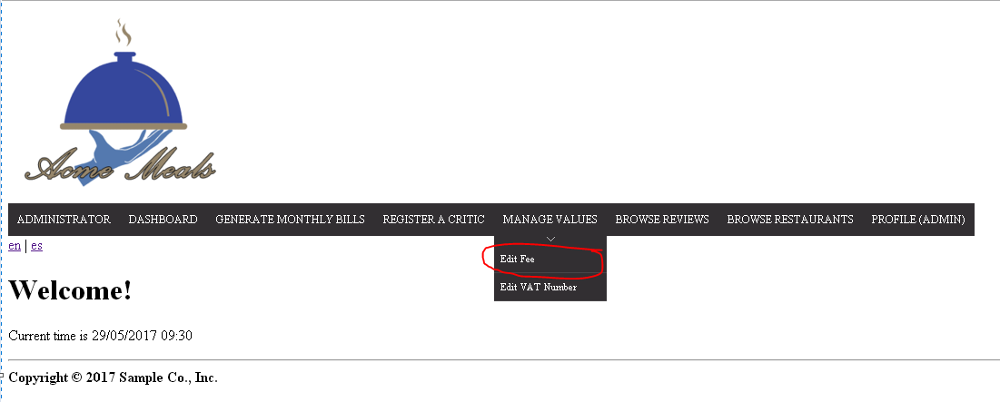 Acme Meals
ADMINISTRATOR DASHBOARD GENERATE MONTHLY BILLS REGISTER A CRITIC MANAGE VALUES BROWSE REVIEWS BROWSE RESTAURANTS PROFILE (ADMIN)
en | es
Edit Fee
Edit VAT Number
Welcome!
Current time is 29/05/2017 09:30
Copyright © 2017 Sample Co., Inc.